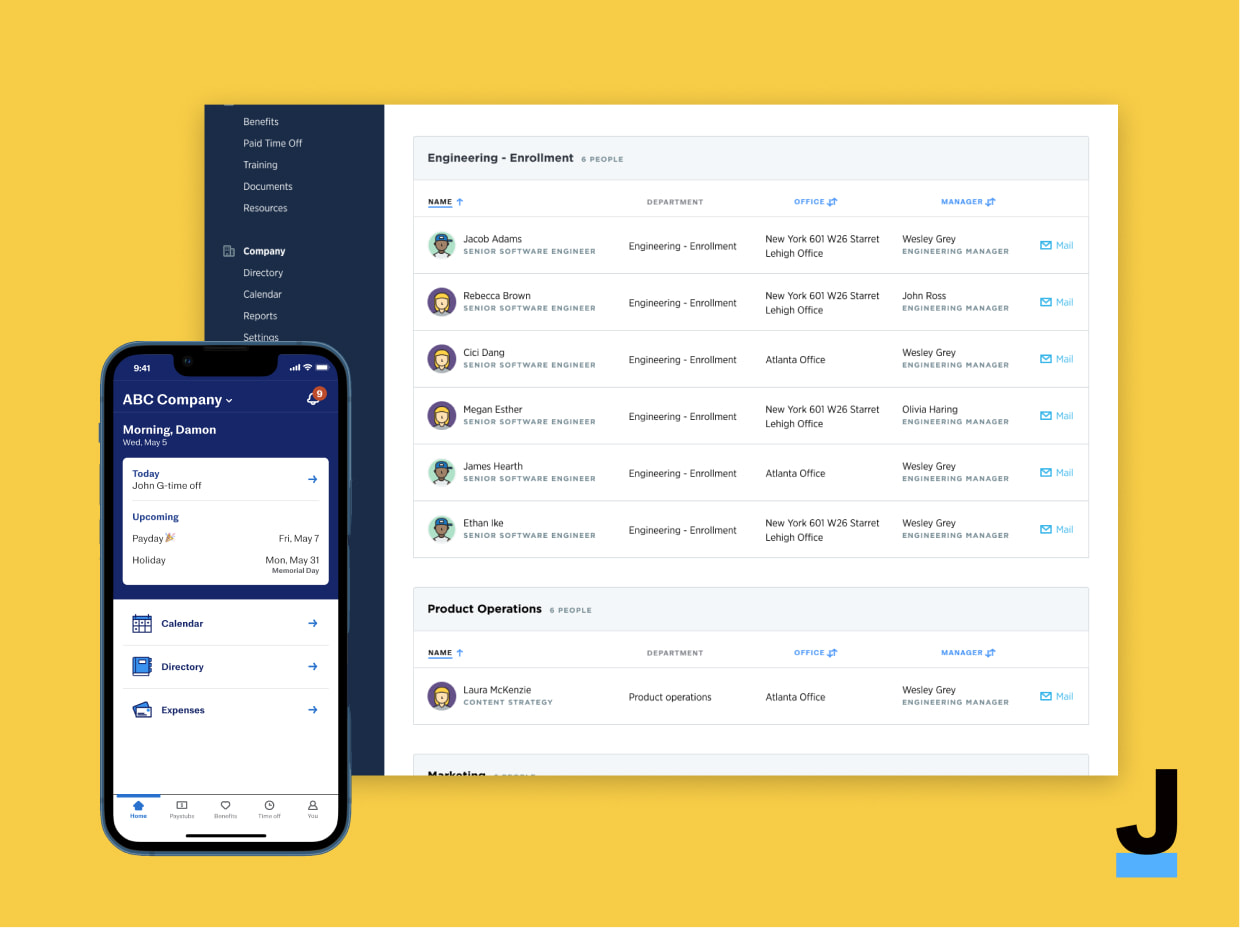 Benefits
Paid Time Off
Training
Documents
Resources
Company
Directory
Calendar
Reports
Settings
Engineering - Enrollment 6 PEOPLE
NAME DEPARTMENT OFFICE MANAGER
Jacob Adams
SENIOR SOFTWARE ENGINEER
Engineering - Enrollment
New York 601 W26 Starret
Lehigh Office
Wesley Grey
ENGINEERING MANAGER
Mail
Rebecca Brown
SENIOR SOFTWARE ENGINEER
Engineering - Enrollment
New York 601 W26 Starret
Lehigh Office
John Ross
ENGINEERING MANAGER
Mail
Cici Dang
SENIOR SOFTWARE ENGINEER
Engineering - Enrollment
Atlanta Office
Wesley Grey
ENGINEERING MANAGER
Mail
Megan Esther
SENIOR SOFTWARE ENGINEER
Engineering - Enrollment
New York 601 W26 Starret
Lehigh Office
Olivia Haring
ENGINEERING MANAGER
Mail
James Hearth
SENIOR SOFTWARE ENGINEER
Engineering - Enrollment
Atlanta Office
Wesley Grey
ENGINEERING MANAGER
Mail
Ethan Ike
SENIOR SOFTWARE ENGINEER
Engineering - Enrollment
New York 601 W26 Starret
Lehigh Office
Wesley Grey
ENGINEERING MANAGER
Mail
Product Operations 6 PEOPLE
NAME DEPARTMENT OFFICE MANAGER
Laura McKenzie
CONTENT STRATEGY
Product operations
Atlanta Office
Wesley Grey
ENGINEERING MANAGER
Mail
Marketing
9:41
ABC Company
9
Morning, Damon
Wed, May 5
Today
John G-time off
Upcoming
Payday🎉 Fri, May 7
Holiday Mon, May 31
Memorial Day
Calendar
Directory
Expenses
Home Paystubs Benefits Time off You
J